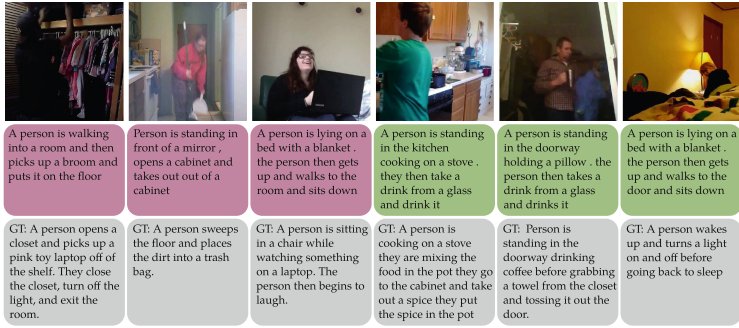 A person is walking
into a room and then
picks up a broom and
puts it on the floor
Person is standing in
front of a mirror ,
opens a cabinet and
takes out out of a
cabinet
A person is lying on a
bed with a blanket .
the person then gets
up and walks to the
room and sits down
A person is standing
in the kitchen
cooking on a stove .
they then take a
drink from a glass
and drink it
A person is standing
in the doorway
holding a pillow . the
person then takes a
drink from a glass
and drinks it
A person is lying on a
bed with a blanket .
the person then gets
up and walks to the
door and sits down
GT: A person opens a
closet and picks up a
pink toy laptop off of
the shelf. They close
the closet, turn off the
light, and exit the
room.
GT: A person sweeps
the floor and places
the dirt into a trash
bag.
GT: A person is sitting
in a chair while
watching something
on a laptop. The
person then begins to
laugh.
GT: A person is
cooking on a stove
they are mixing the
food in the pot they go
to the cabinet and take
out a spice they put
the spice in the pot
GT: Person is
standing in the
doorway drinking
coffee before grabbing
a towel from the closet
and tossing it out the
door.
GT: A person wakes
up and turns a light
on and off before
going back to sleep